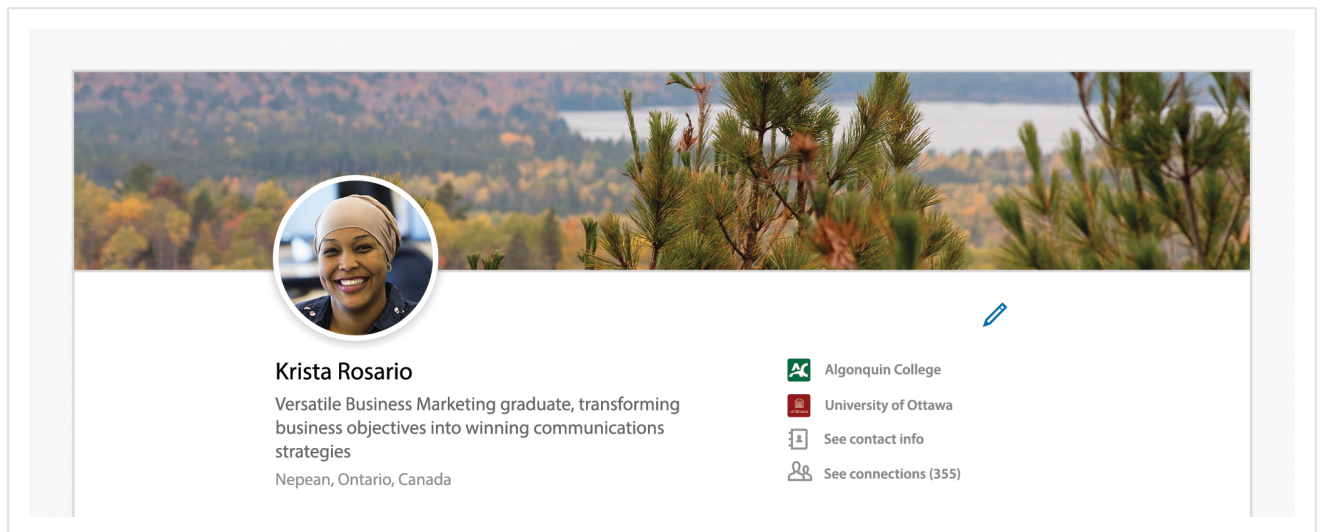 Krista Rosario
Versatile Business Marketing graduate, transforming
business objectives into winning communications
strategies
Nepean, Ontario, Canada
Algonquin College
University of Ottawa
See contact info
See connections (355)